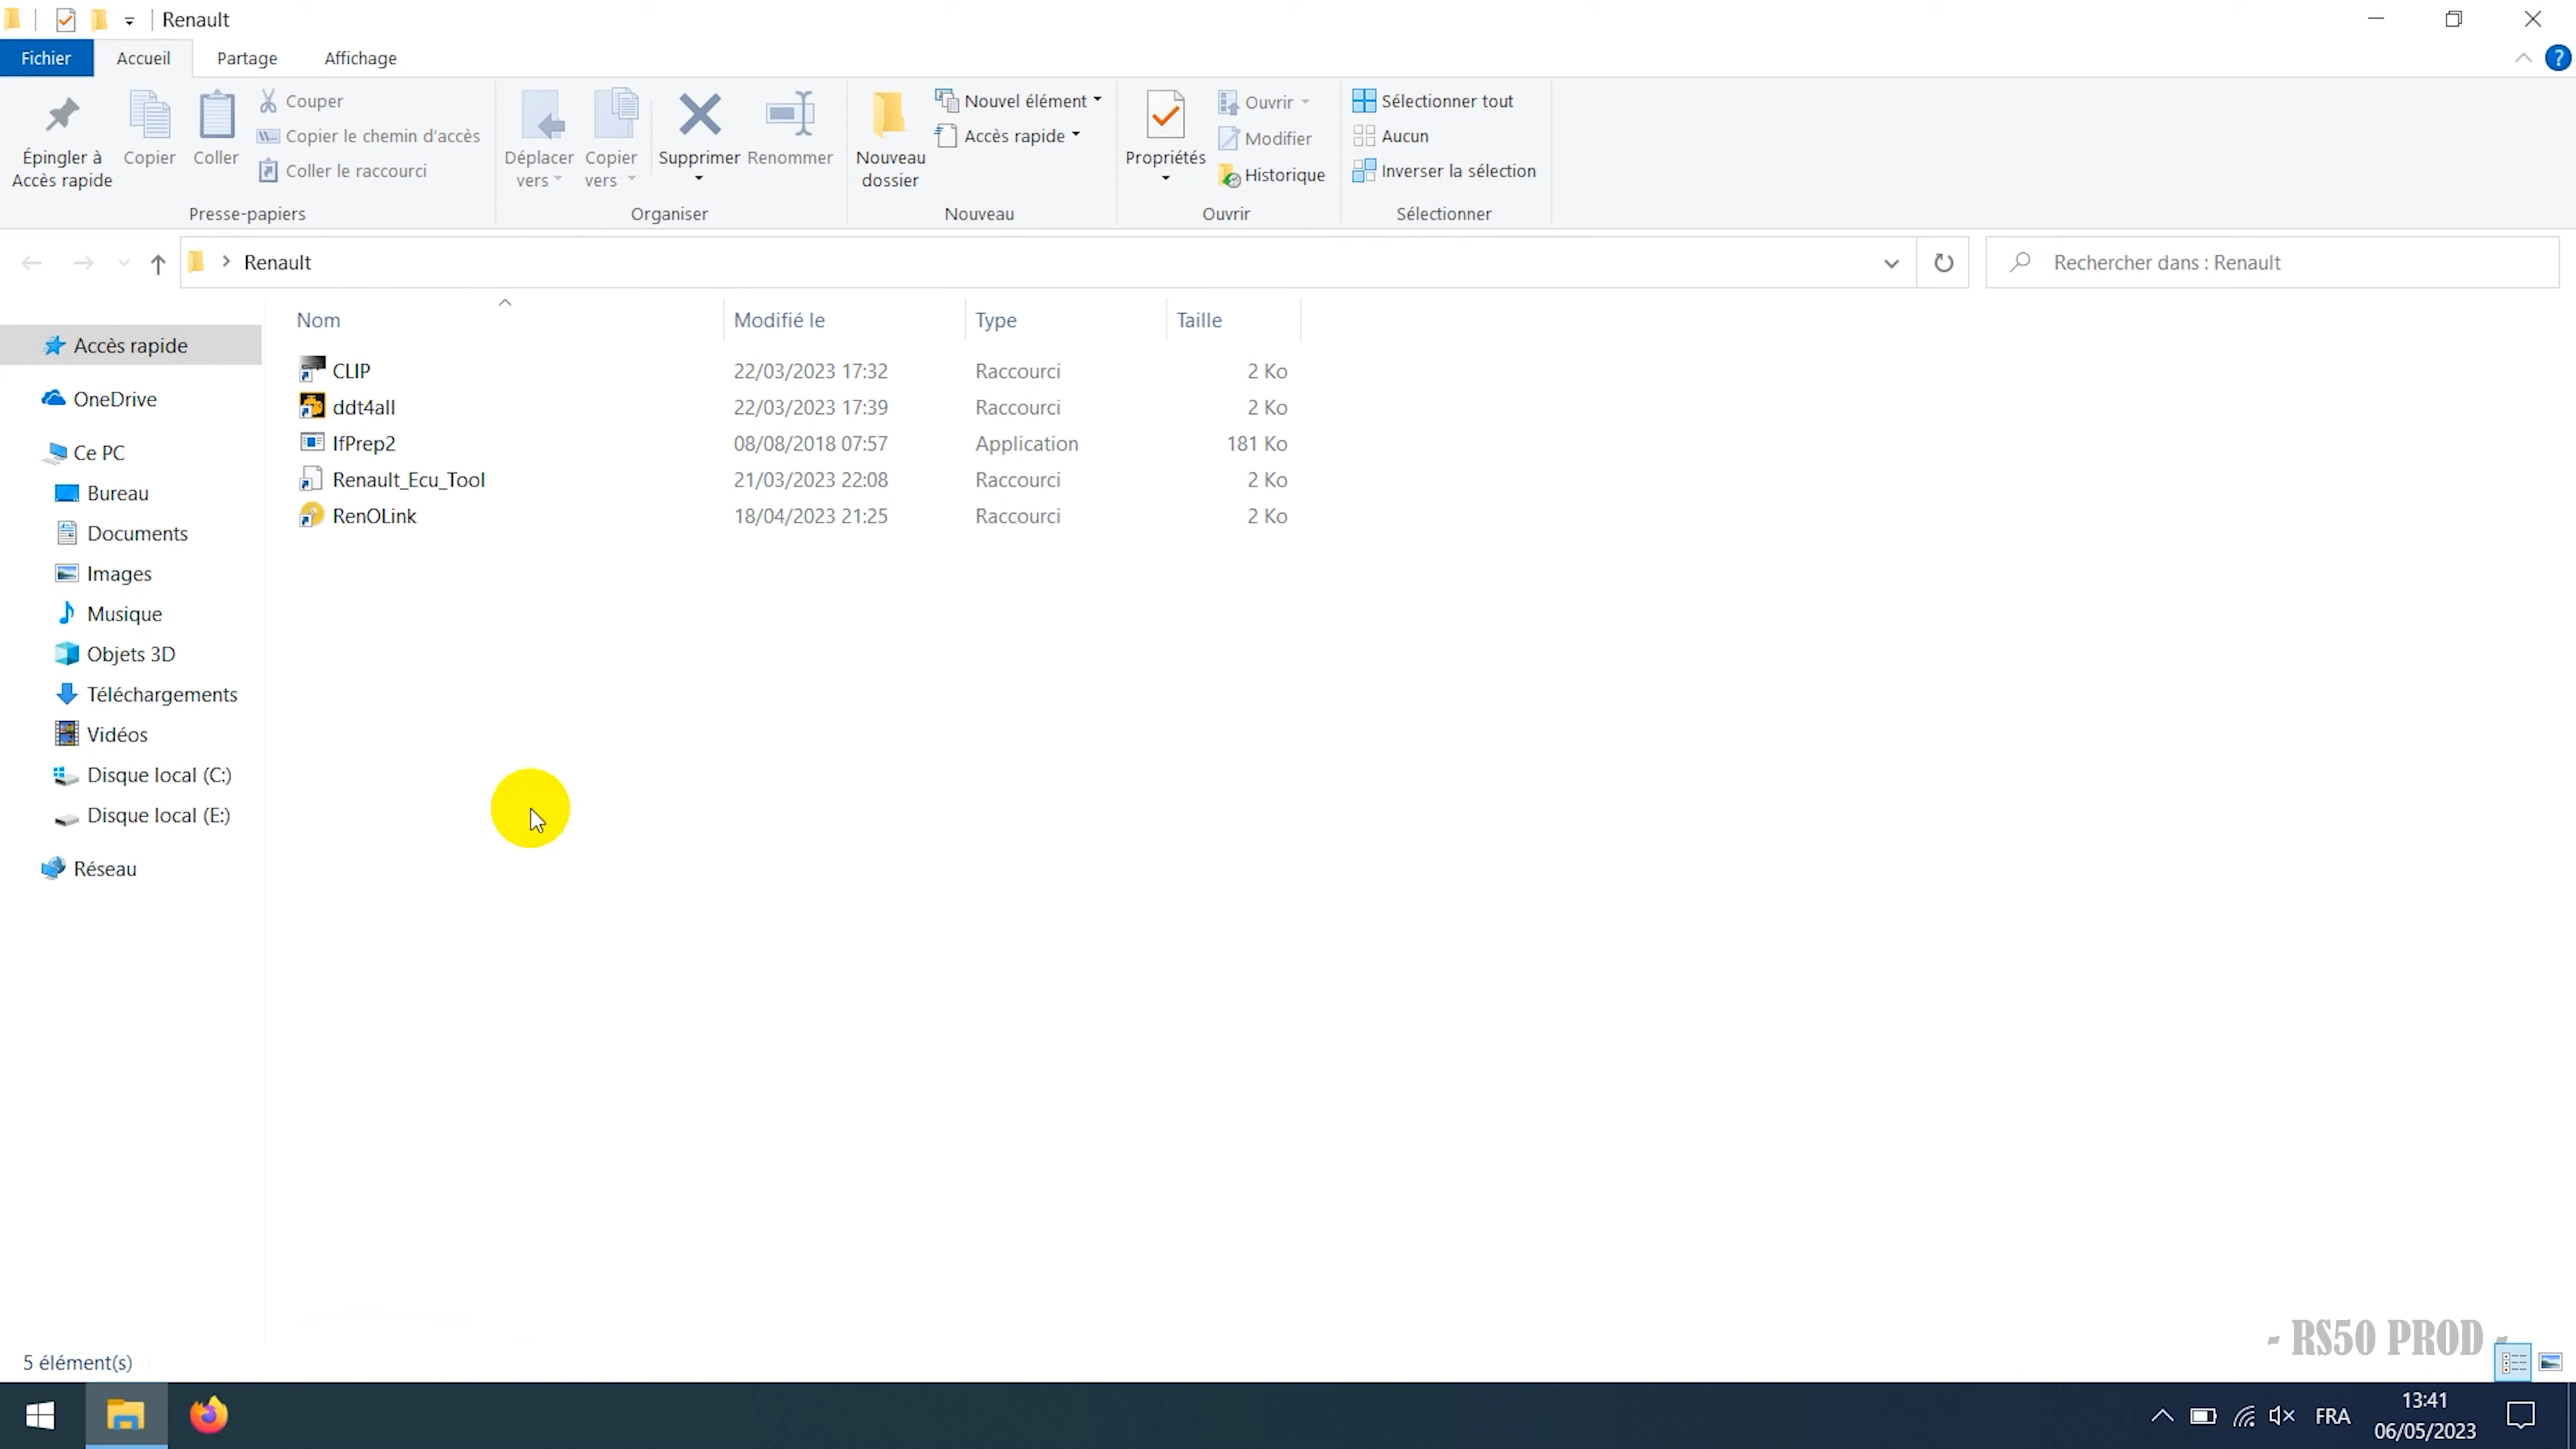 Renault
Fichier Accueil Partage Affichage
Épingler à Accès rapide
Copier
Coller
Couper
Copier le chemin d'accès
Coller le raccourci
Presse-papiers
Déplacer vers
Copier vers
Supprimer
Renommer
Organiser
Nouveau dossier
Nouvel élément
Accès rapide
Nouveau
Propriétés
Ouvrir
Modifier
Historique
Ouvrir
Sélectionner tout
Aucun
Inverser la sélection
Sélectionner
Renault
Rechercher dans : Renault
Accès rapide
OneDrive
Ce PC
Bureau
Documents
Images
Musique
Objets 3D
Téléchargements
Vidéos
Disque local (C:)
Disque local (E:)
Réseau
Nom Modifié le Type Taille
CLIP 22/03/2023 17:32 Raccourci 2 Ko
ddt4all 22/03/2023 17:39 Raccourci 2 Ko
IfPrep2 08/08/2018 07:57 Application 181 Ko
Renault_Ecu_Tool 21/03/2023 22:08 Raccourci 2 Ko
RenOLink 18/04/2023 21:25 Raccourci 2 Ko
- RS50 PROD -
5 élément(s)
FRA
13:41
06/05/2023